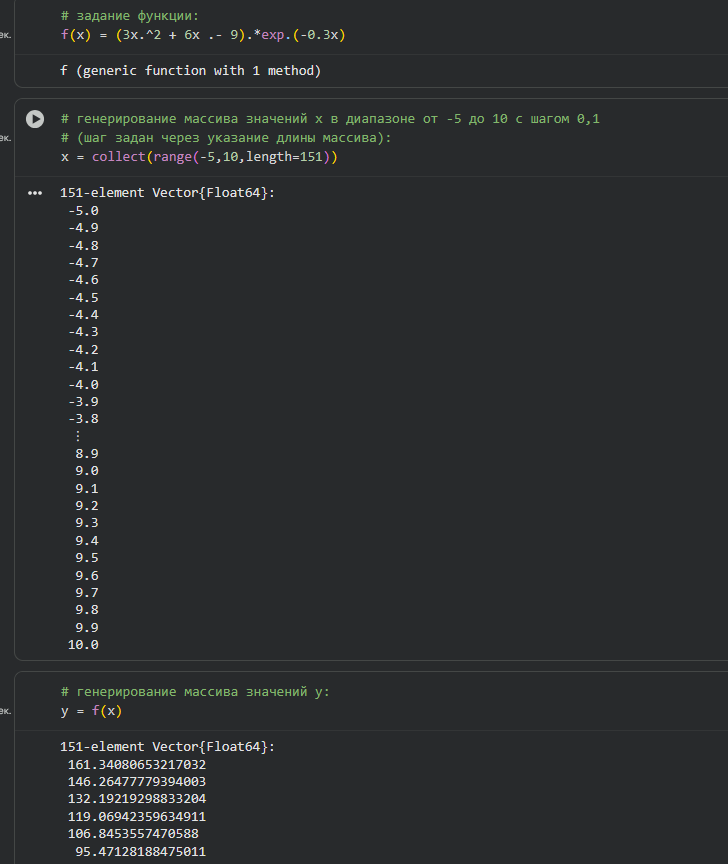 # задание функции:
ек.
f(x) = (3x.^2 + 6x .- 9).*exp.(-0.3x)
f (generic function with 1 method)
# генерирование массива значений x в диапазоне от -5 до 10 с шагом 0,1
ек.
# (шаг задан через указание длины массива):
x = collect(range(-5,10,length=151))
151-element Vector{Float64}:
-5.0
-4.9
-4.8
-4.7
-4.6
-4.5
-4.4
-4.3
-4.2
-4.1
-4.0
-3.9
-3.8
⋮
8.9
9.0
9.1
9.2
9.3
9.4
9.5
9.6
9.7
9.8
9.9
10.0
# генерирование массива значений y:
ек.
y = f(x)
151-element Vector{Float64}:
161.34080653217032
146.26477779394003
132.19219298833204
119.06942359634911
106.8453557470588
95.47128188475011